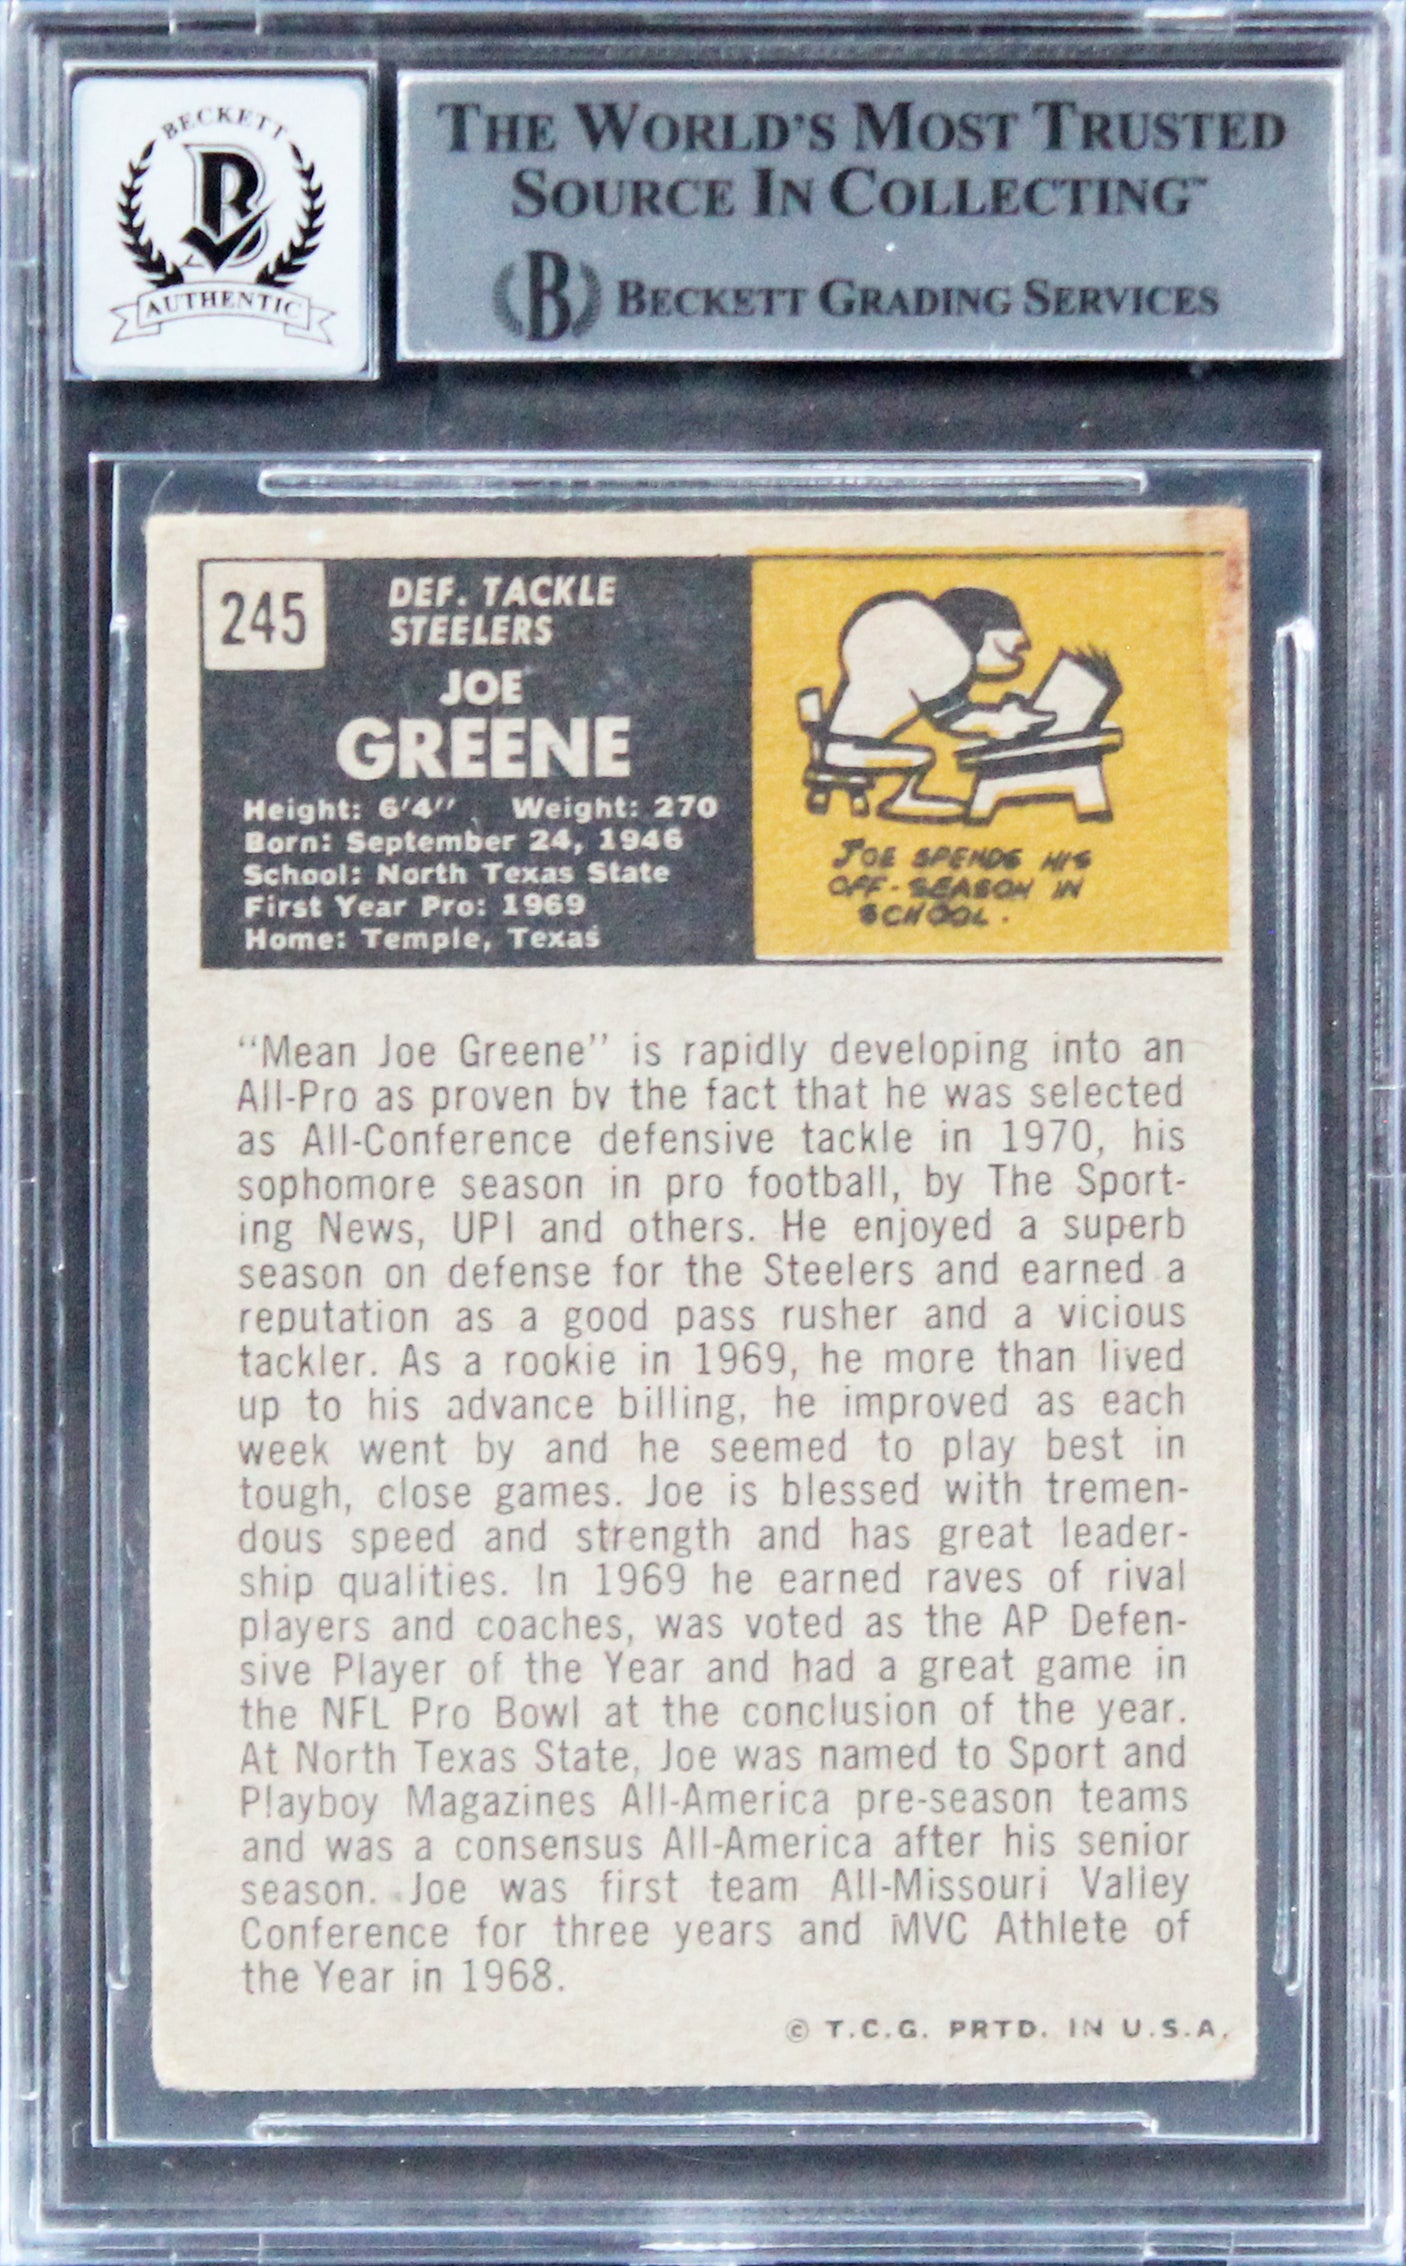 BECKETT
B
AUTHENTIC
THE WORLD'S MOST TRUSTED
SOURCE IN COLLECTING™
B BECKETT GRADING SERVICES
245
DEF. TACKLE
STEELERS
JOE
GREENE
Height: 6'4" Weight: 270
Born: September 24, 1946
School: North Texas State
First Year Pro: 1969
Home: Temple, Texas
JOE SPENDS HIS
OFF-SEASON IN
SCHOOL.
"Mean Joe Greene" is rapidly developing into an
All-Pro as proven by the fact that he was selected
as All-Conference defensive tackle in 1970, his
sophomore season in pro football, by The Sport-
ing News, UPI and others. He enjoyed a superb
season on defense for the Steelers and earned a
reputation as a good pass rusher and a vicious
tackler. As a rookie in 1969, he more than lived
up to his advance billing, he improved as each
week went by and he seemed to play best in
tough, close games. Joe is blessed with tremen-
dous speed and strength and has great leader-
ship qualities. In 1969 he earned raves of rival
players and coaches, was voted as the AP Defen-
sive Player of the Year and had a great game in
the NFL Pro Bowl at the conclusion of the year.
At North Texas State, Joe was named to Sport and
Playboy Magazines All-America pre-season teams
and was a consensus All-America after his senior
season. Joe was first team All-Missouri Valley
Conference for three years and MVC Athlete of
the Year in 1968.
© T.C.G. PRTD. IN U.S.A.